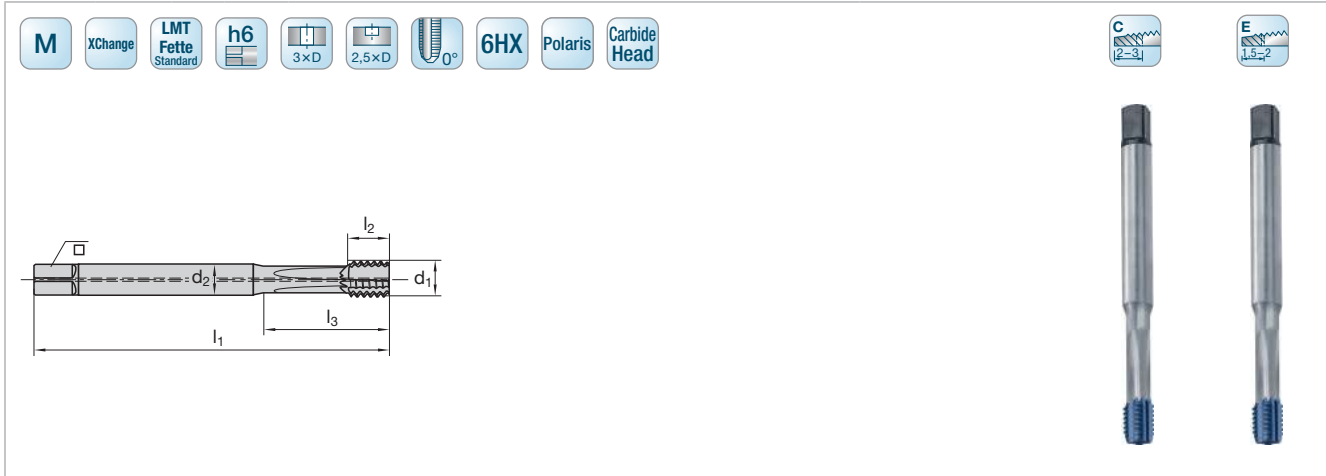 M
XChange
LMT
Fette
Standard
h6
3×D
2,5×D
0°
6HX
Polaris
Carbide
Head
C
2–3
E
1,5–2
l2
d2
d1
l3
l1